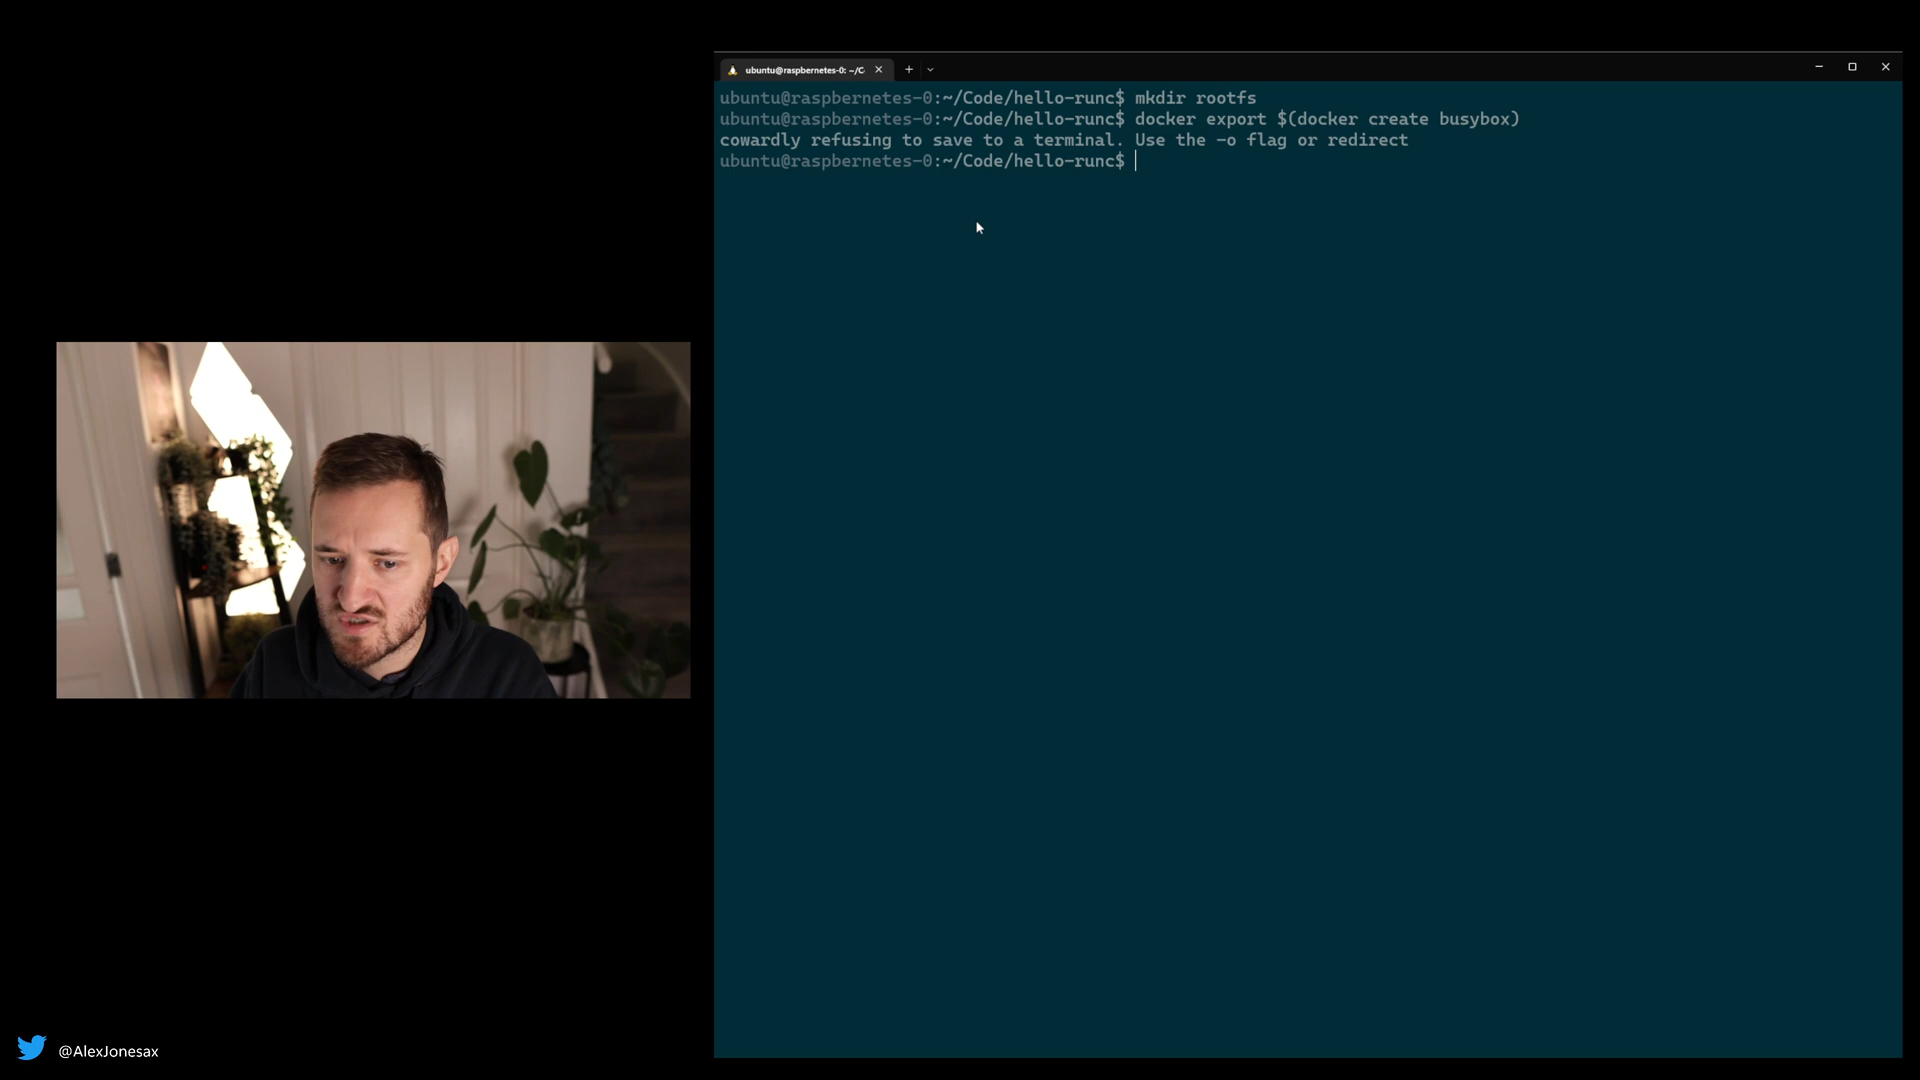 ubuntu@raspbernetes-0: ~/C
ubuntu@raspbernetes-0:~/Code/hello-runc$ mkdir rootfs
ubuntu@raspbernetes-0:~/Code/hello-runc$ docker export $(docker create busybox)
cowardly refusing to save to a terminal. Use the -o flag or redirect
ubuntu@raspbernetes-0:~/Code/hello-runc$
@AlexJonesax